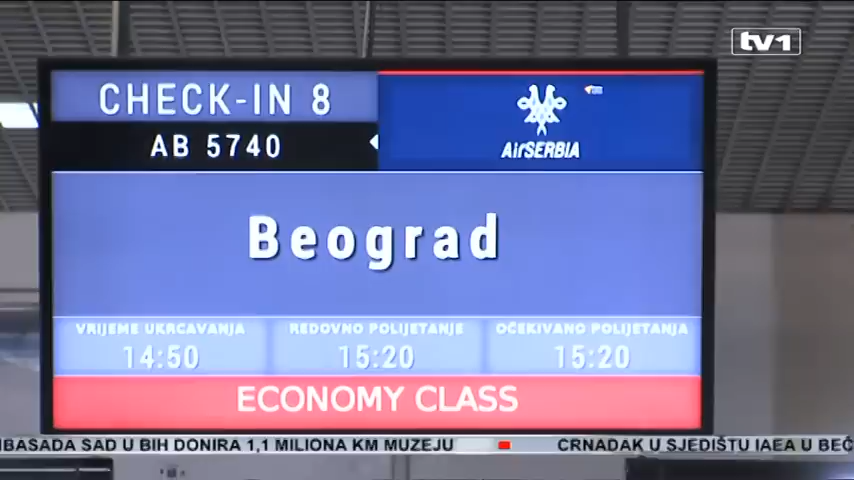 tv1
CHECK-IN 8
AB 5740
AirSERBIA
Beograd
VRIJEME UKRCAVANJA
REDOVNO POLIJETANJE
OČEKIVANO POLIJETANJA
14:50
15:20
15:20
ECONOMY CLASS
BASADA SAD U BIH DONIRA 1,1 MILIONA KM MUZEJU
CRNADAK U SJEDIŠTU IAEA U BEČ